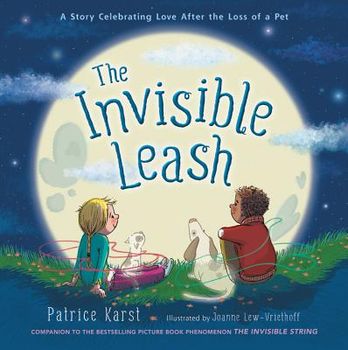 A Story Celebrating Love After the Loss of a Pet
The
Invisible
Leash
Patrice Karst
Illustrated by Joanne Lew-Vriethoff
COMPANION TO THE BESTSELLING PICTURE BOOK PHENOMENON THE INVISIBLE STRING